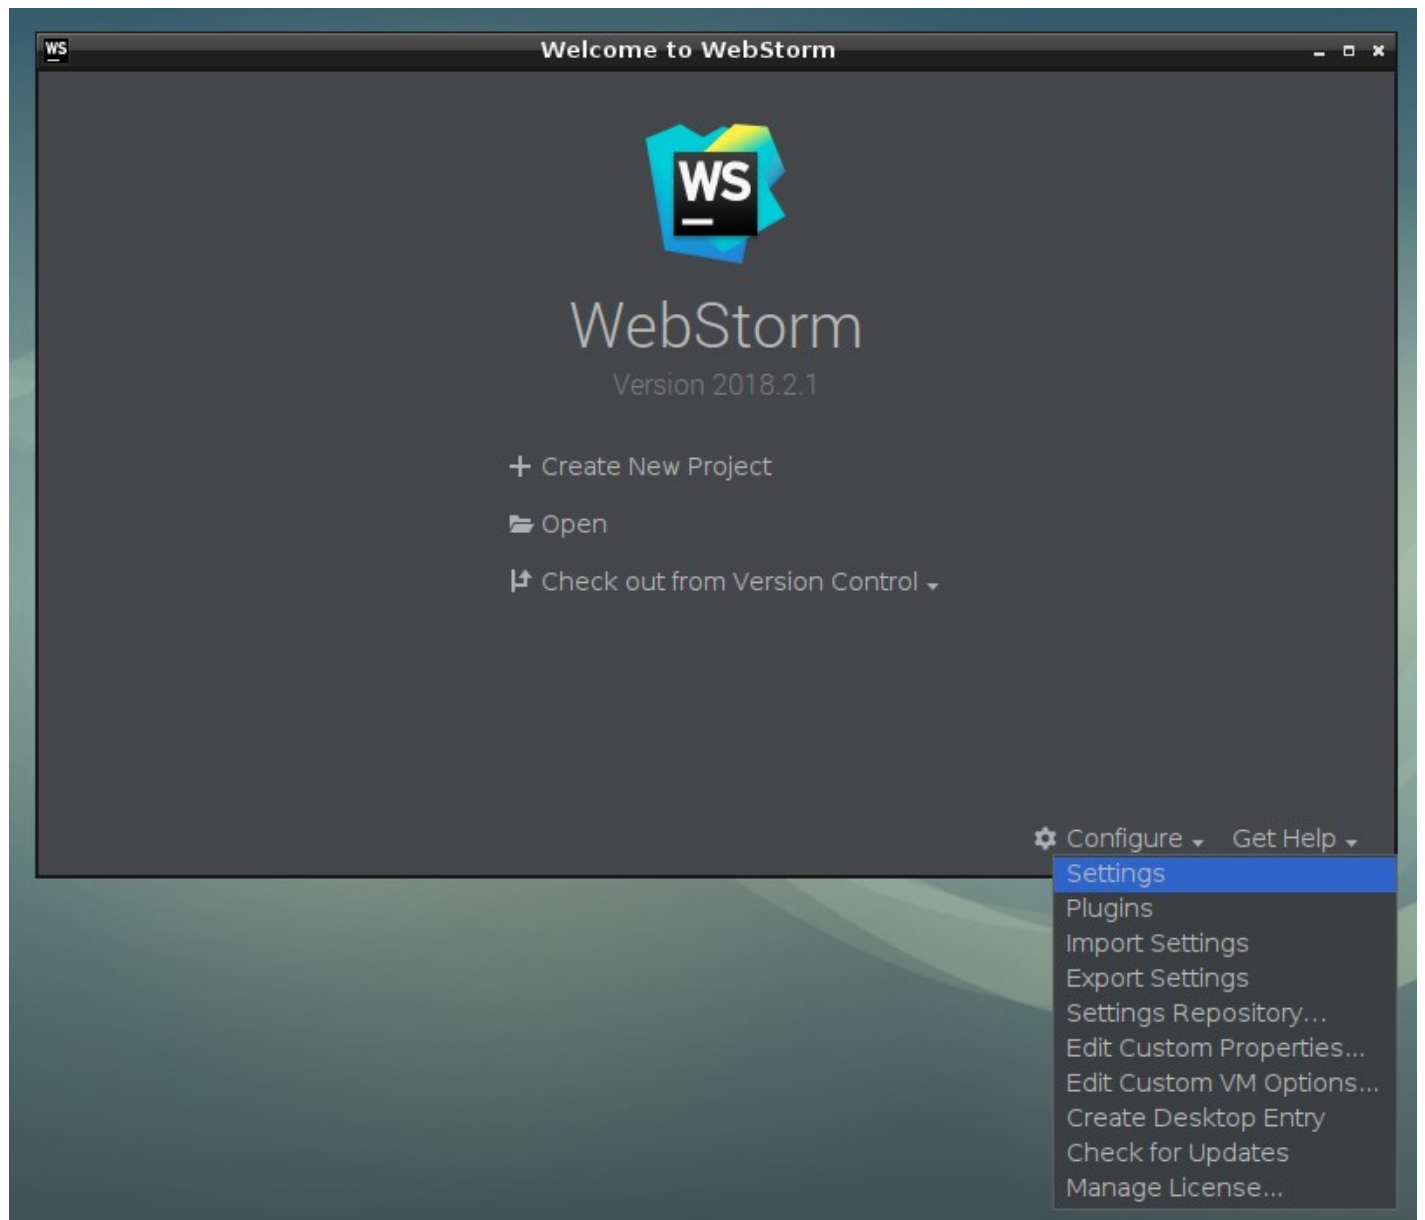 WS
Welcome to WebStorm
WS
WebStorm
Version 2018.2.1
Create New Project
Open
Check out from Version Control
Configure
Get Help
Settings
Plugins
Import Settings
Export Settings
Settings Repository...
Edit Custom Properties...
Edit Custom VM Options...
Create Desktop Entry
Check for Updates
Manage License...